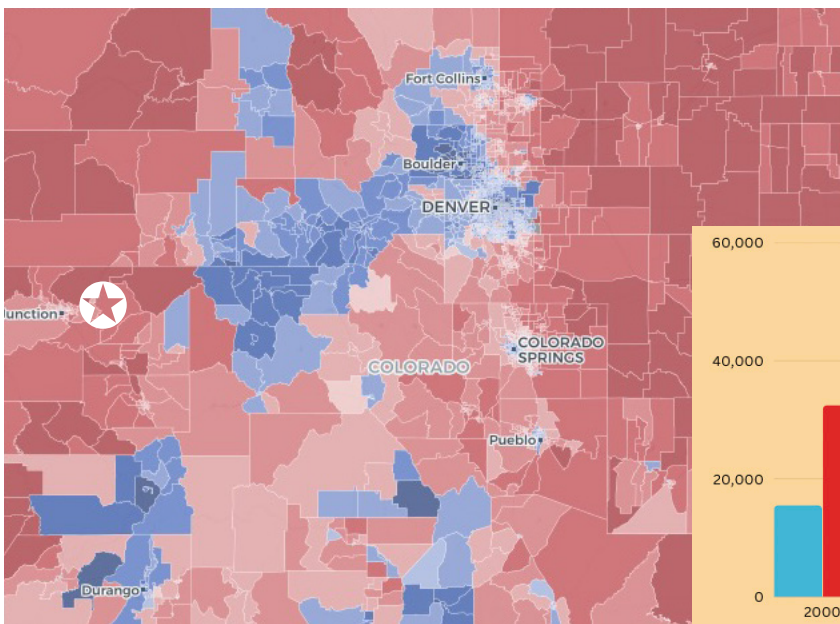 Fort Collins
Boulder
DENVER
60,000
Junction
COLORADO
SPRINGS
COLORADO
40,000
Pueblo
20,000
Durango
0
2000